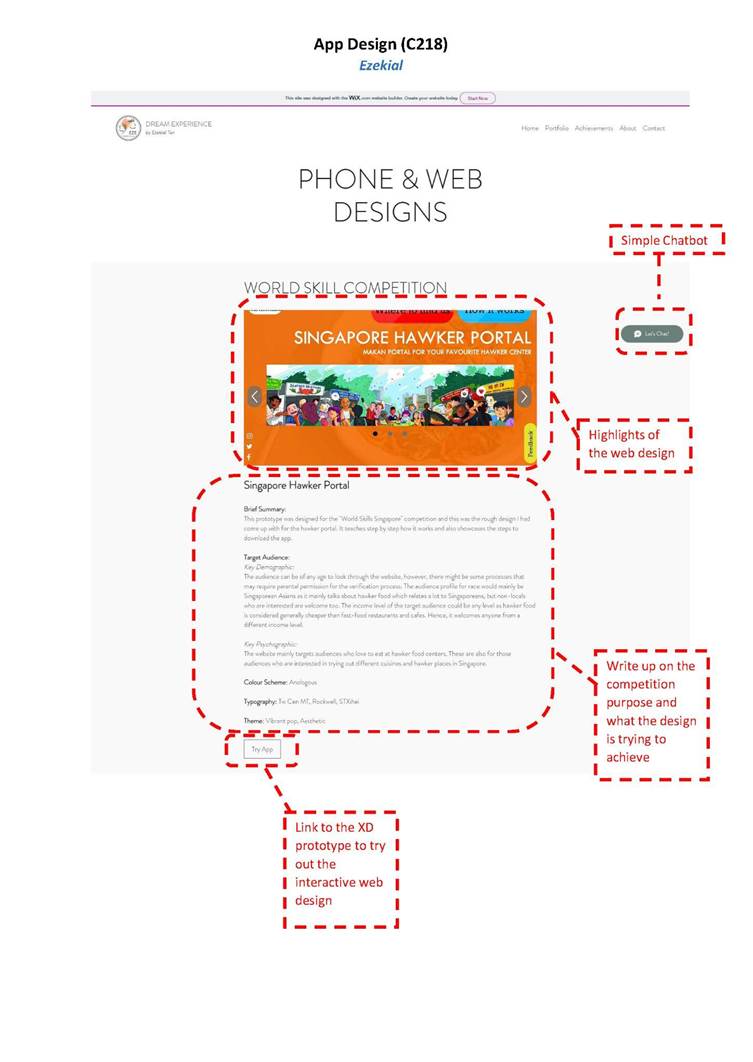 App Design (C218)
Ezekial
This site was designed with the WiX.com website builder. Create your website today. Start Now
DREAM EXPERIENCE
by Ezekial Tan
Home Portfolio Achievements About Contact
PHONE & WEB
DESIGNS
Simple Chatbot
WORLD SKILL COMPETITION
Where to find us How it works
SINGAPORE HAWKER PORTAL
MAKAN PORTAL FOR YOUR FAVOURITE HAWKER CENTER
Let's Chat!
Feedback
Highlights of
the web design
Singapore Hawker Portal
Brief Summary:
This prototype was designed for the "World Skills Singapore" competition and this was the rough design I had
come up with for the hawker portal. It teaches step by step how it works and also showcases the steps to
download the app.
Target Audience:
Key Demographic:
The audience can be of any age to look through the website, however, there might be some processes that
may require parental permission for the verification process. The audience profile for race would mainly be
Singaporean Asians as it mainly talks about hawker food which relates a lot to Singaporeans, but non-locals
who are interested are welcome too. The income level of the target audience could be any level as hawker food
is considered generally cheaper than fast-food restaurants and cafes. Hence, it welcomes anyone from a
different income level.
Key Psychographic:
The website mainly targets audiences who love to eat at hawker food centers. These are also for those
audiences who are interested in trying out different cuisines and hawker places in Singapore.
Colour Scheme: Analogous
Typography: Tw Cen MT, Rockwell, STXihei
Theme: Vibrant pop, Aesthetic
Write up on the
competition
purpose and
what the design
is trying to
achieve
Try App
Link to the XD
prototype to try
out the
interactive web
design